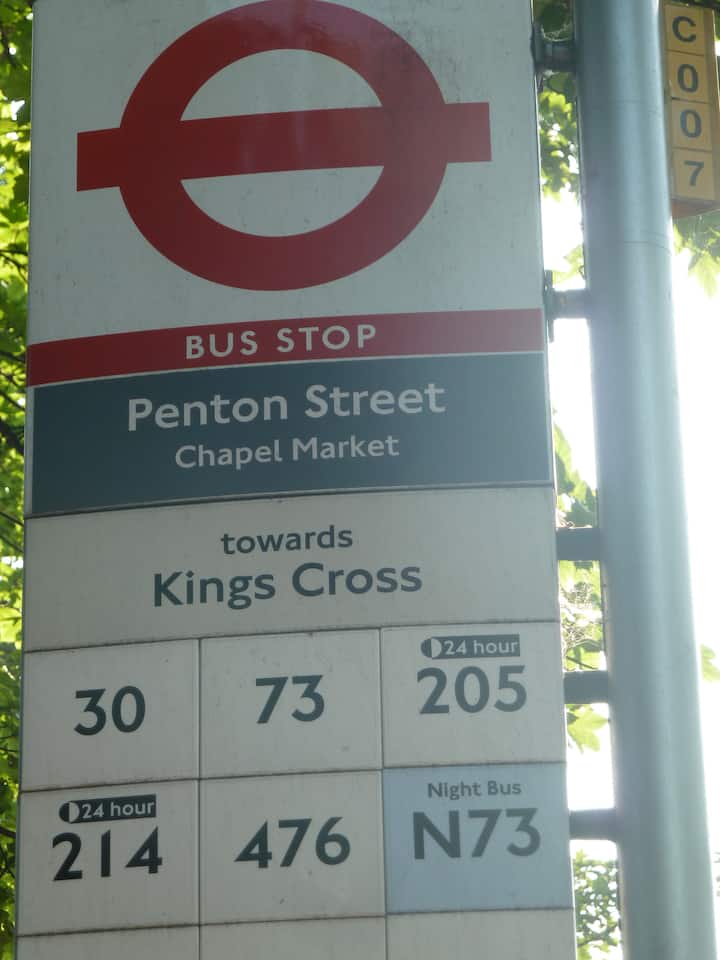 C
0
0
7
BUS STOP
Penton Street
Chapel Market
towards
Kings Cross
30 73 24 hour 205
24 hour 214 476 Night Bus N73